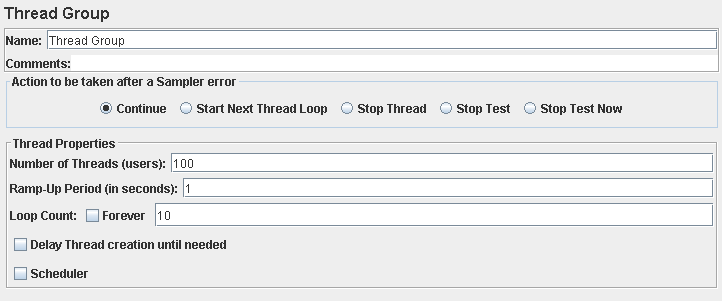 Thread Group
Name: Thread Group
Comments:
Action to be taken after a Sampler error
Continue Start Next Thread Loop Stop Thread Stop Test Stop Test Now
Thread Properties
Number of Threads (users): 100
Ramp-Up Period (in seconds): 1
Loop Count: Forever 10
Delay Thread creation until needed
Scheduler